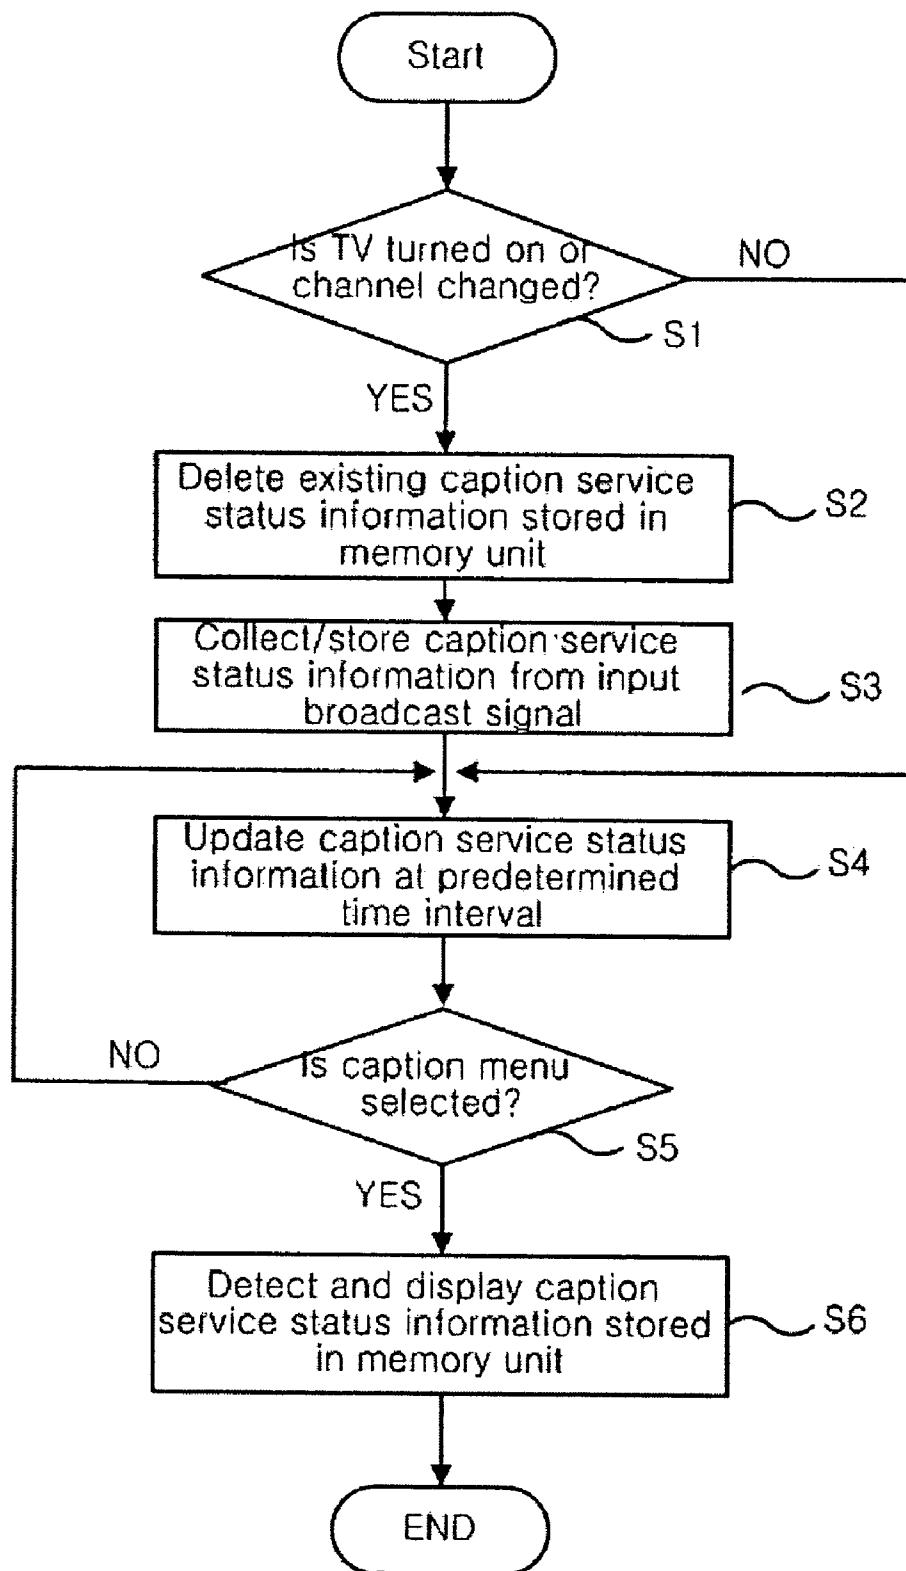 Start
Is TV turned on or
channel changed?
NO
S1
YES
Delete existing caption service
status information stored in
memory unit
S2
Collect/store caption service
status information from input
broadcast signal
S3
Update caption service status
information at predetermined
time interval
S4
NO
Is caption menu
selected?
S5
YES
Detect and display caption
service status information stored
in memory unit
S6
END